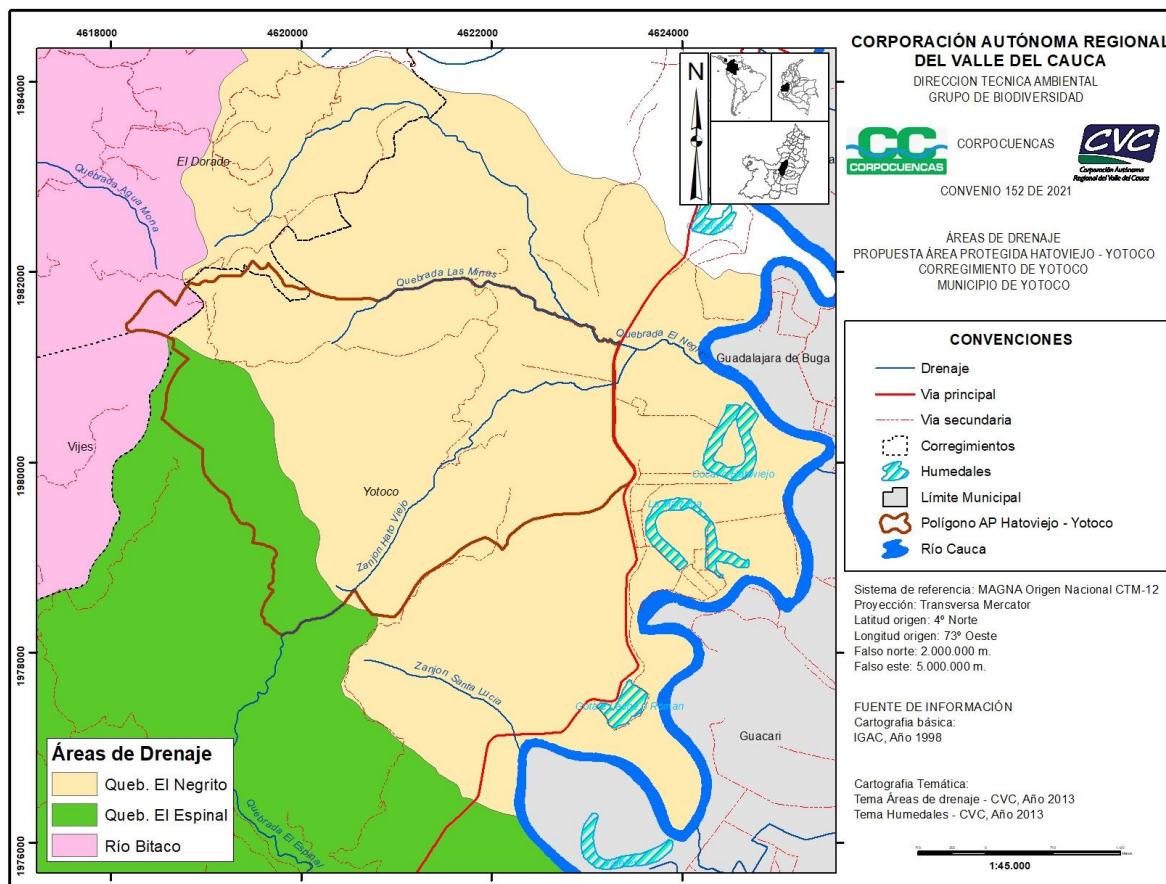 4618000
4620000
4622000
4624000
1984000
1982000
1980000
1978000
1976000
N
El Dorado
Quebrada Agua Mona
Quebrada Las Minas
Quebrada El Negrito
Guadalajara de Buga
Vijes
Yotoco
Zanjon Hato Viejo
Zanjon Santa Lucia
Guacari
Quebrada El Espinal
Áreas de Drenaje
Queb. El Negrito
Queb. El Espinal
Río Bitaco
CORPORACIÓN AUTÓNOMA REGIONAL
DEL VALLE DEL CAUCA
DIRECCION TECNICA AMBIENTAL
GRUPO DE BIODIVERSIDAD
CC
CORPOCUENCAS
CORPOCUENCAS
CVC
Corporación Autónoma
Regional del Valle del Cauca
CONVENIO 152 DE 2021
ÁREAS DE DRENAJE
PROPUESTA ÁREA PROTEGIDA HATOVIEJO - YOTOCO
CORREGIMIENTO DE YOTOCO
MUNICIPIO DE YOTOCO
CONVENCIONES
Drenaje
Via principal
Via secundaria
Corregimientos
Humedales
Límite Municipal
Polígono AP Hatoviejo - Yotoco
Río Cauca
Sistema de referencia: MAGNA Origen Nacional CTM-12
Proyección: Transversa Mercator
Latitud origen: 4º Norte
Longitud origen: 73º Oeste
Falso norte: 2.000.000 m.
Falso este: 5.000.000 m.
FUENTE DE INFORMACIÓN
Cartografia básica:
IGAC, Año 1998
Cartografia Temática:
Tema Áreas de drenaje - CVC, Año 2013
Tema Humedales - CVC, Año 2013
1:45.000